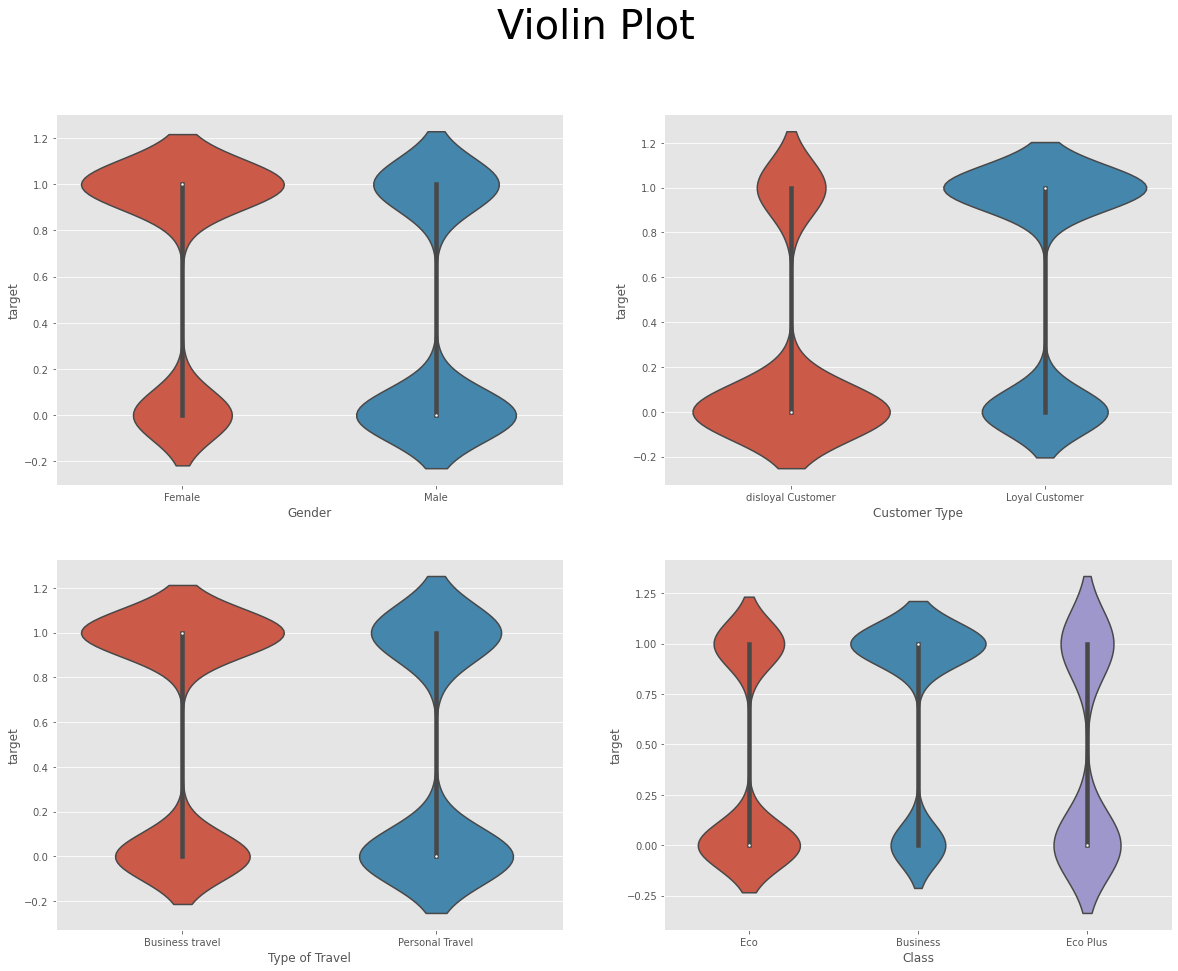 Violin Plot
1.2
1.0
0.8
0.6
0.4
0.2
0.0
−0.2
target
Female Male
Gender
1.2
1.0
0.8
0.6
0.4
0.2
0.0
−0.2
target
disloyal Customer Loyal Customer
Customer Type
1.2
1.0
0.8
0.6
0.4
0.2
0.0
−0.2
target
Business travel Personal Travel
Type of Travel
1.25
1.00
0.75
0.50
0.25
0.00
−0.25
target
Eco Business Eco Plus
Class